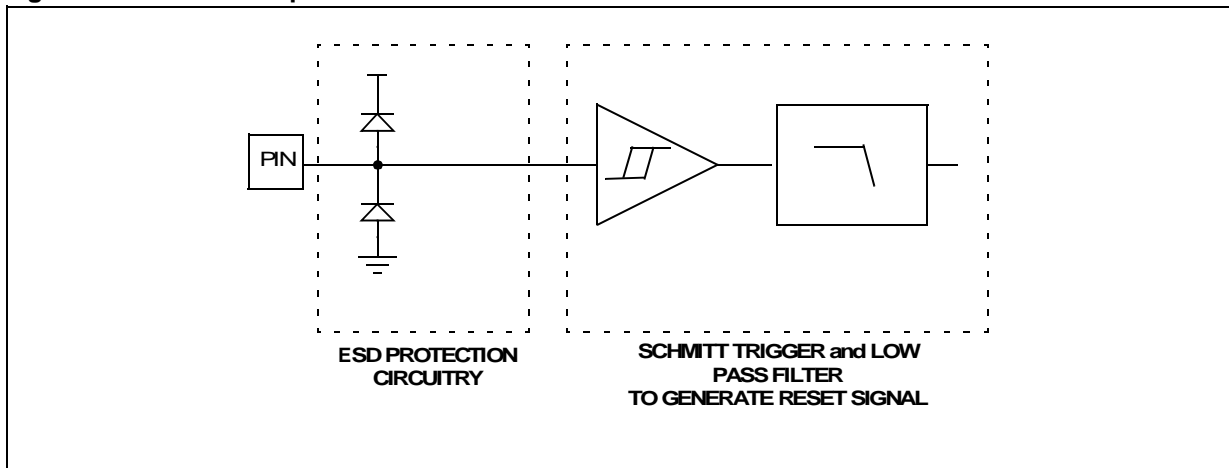 PIN
ESD PROTECTION
CIRCUITRY
SCHMITT TRIGGER and LOW
PASS FILTER
TO GENERATE RESET SIGNAL